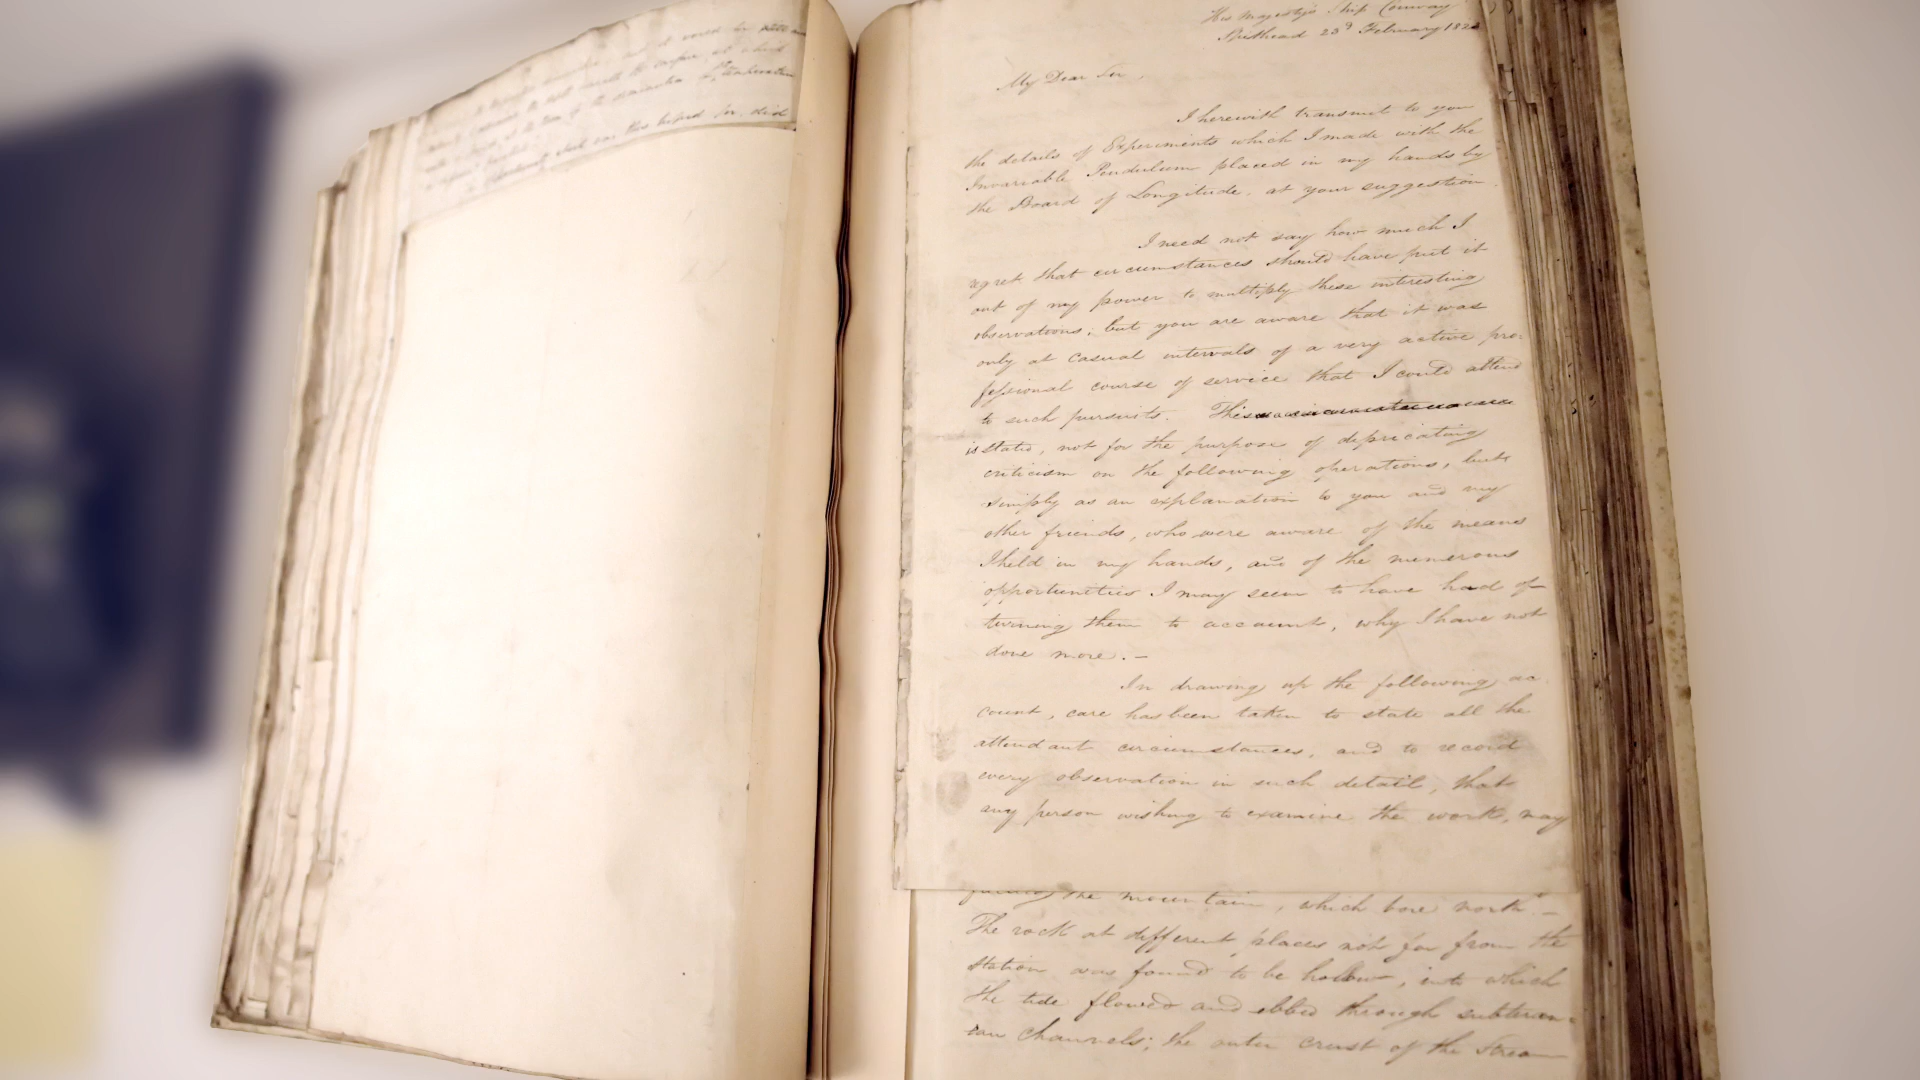 this hiped for. did
His Majesty's Ship Conway
Spithead 23d February 182
My Dear Sir,
I herewith transmit to you
the details of Experiments which I made with the
Invariable Pendulum placed in my hands by
the Board of Longitude. at your suggestion.
I need not say how much I
regret that circumstances should have put it
out of my power to multiply these interesting
observations; but you are aware that it was
only at casual intervals of a very active pro-
fessional course of service that I could attend
to such pursuits. This
is stated, not for the purpose of depricating
criticism on the following operations, but
simply as an explanation to you and my
other friends, who were aware of the means
I held in my hands, and of the numerous
opportunities I may seem to have had of
turning them to account, why I have not
done more. –
In drawing up the following ac-
count, care has been taken to state all the
attendant circumstances, and to record
every observation in such detail, that
any person wishing to examine the work, may
the mountain, which bore north. –
The rock at different places not far from the
station was found to be hollow, into which
the tide flowed and ebbed through subterra-
nean channels; the outer crust of the stream